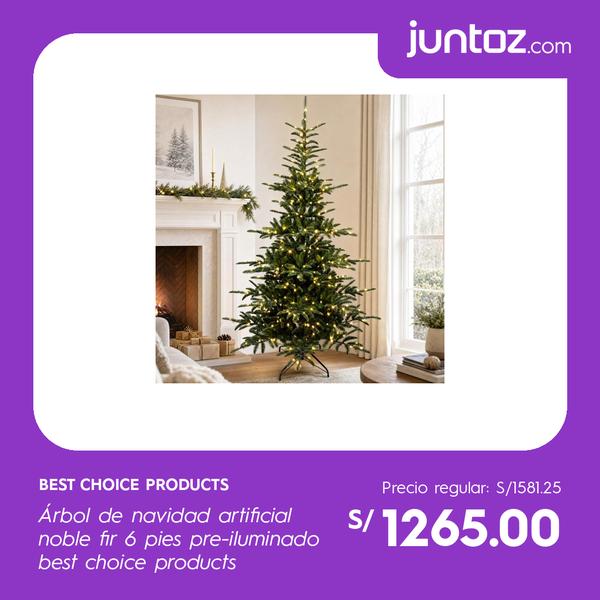 juntoz.com
BEST CHOICE PRODUCTS
Árbol de navidad artificial
noble fir 6 pies pre-iluminado
best choice products
Precio regular: S/1581.25
S/ 1265.00